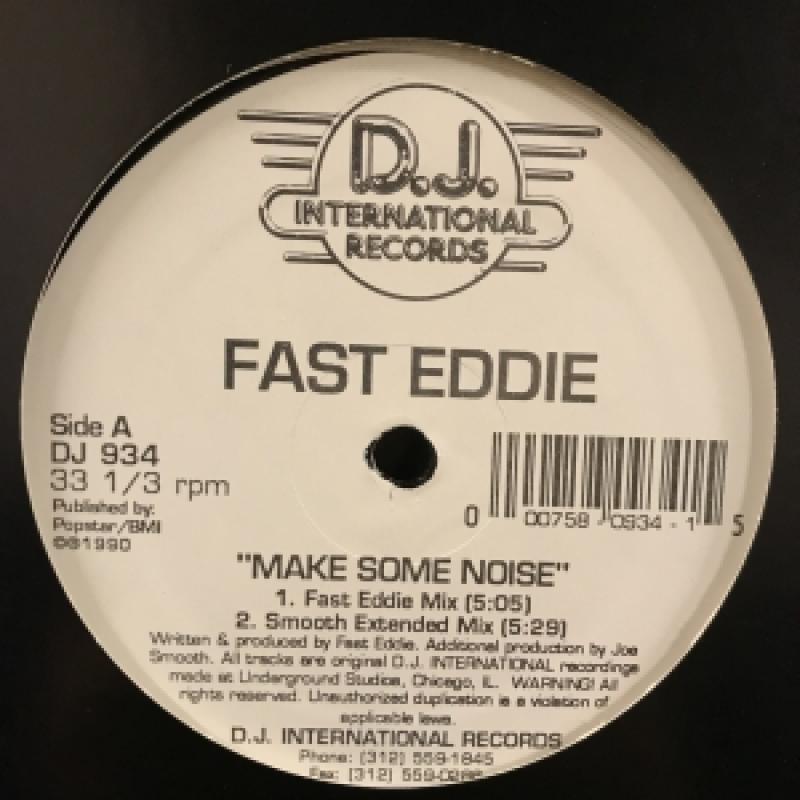 D.J.
INTERNATIONAL
RECORDS
FAST EDDIE
Side A
DJ 934
33 1/3 rpm
Published by:
Popstar/BMI
©℗1990
0 00758-0934-1 5
"MAKE SOME NOISE"
1. Fast Eddie Mix (5:05)
2. Smooth Extended Mix (5:29)
Written & produced by Fast Eddie. Additional production by Joe
Smooth. All tracks are original D.J. INTERNATIONAL recordings
made at Underground Studios, Chicago, IL. WARNING! All
rights reserved. Unauthorized duplication is a violation of
applicable laws.
D.J. INTERNATIONAL RECORDS
Phone: (312) 559-1845
Fax: (312)